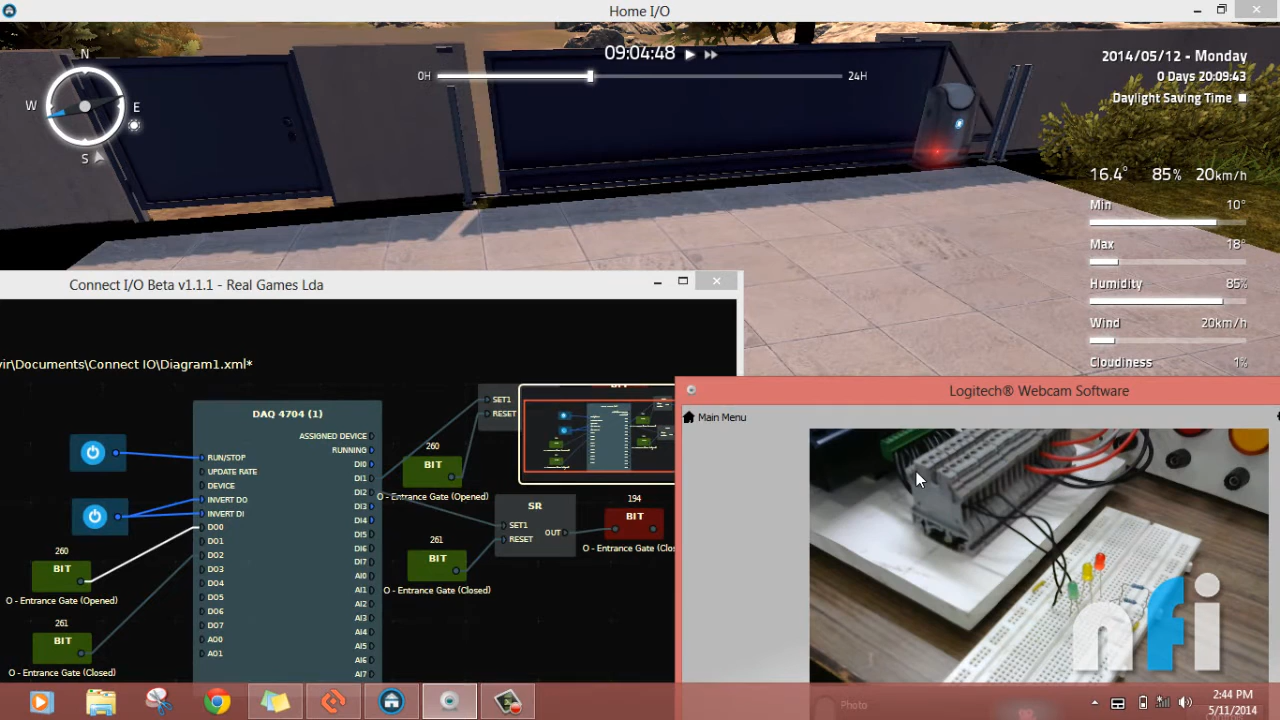 Home I/O
N
W
E
S
09:04:48
0H
24H
2014/05/12 - Monday
0 Days 20:09:43
Daylight Saving Time
16.4° 85% 20km/h
Min 10°
Max 18°
Humidity 85%
Wind 20km/h
Cloudiness 1%
Connect I/O Beta v1.1.1 - Real Games Lda
vir\Documents\Connect IO\Diagram1.xml*
DAQ 4704 (1)
ASSIGNED DEVICE
RUNNING
RUN/STOP
DI0
UPDATE RATE
DI1
DEVICE
DI2
INVERT DO
DI3
INVERT DI
DI4
DO0
DI5
DO1
DI6
DO2
DI7
DO3
AI0
DO4
AI1
DO5
AI2
DO6
AI3
DO7
AI4
AO0
AI5
AO1
AI6
AI7
260
BIT
O - Entrance Gate (Opened)
261
BIT
O - Entrance Gate (Closed)
SET1
RESET
260
BIT
O - Entrance Gate (Opened)
SR
SET1
OUT
RESET
261
BIT
O - Entrance Gate (Closed)
194
BIT
O - Entrance Gate (Clos
Logitech® Webcam Software
Main Menu
nfi
Photo
2:44 PM
5/11/2014